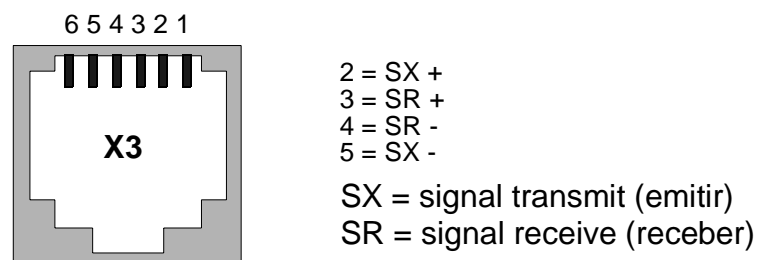 6 5 4 3 2 1
X3
2 = SX +
3 = SR +
4 = SR -
5 = SX -
SX = signal transmit (emitir)
SR = signal receive (receber)